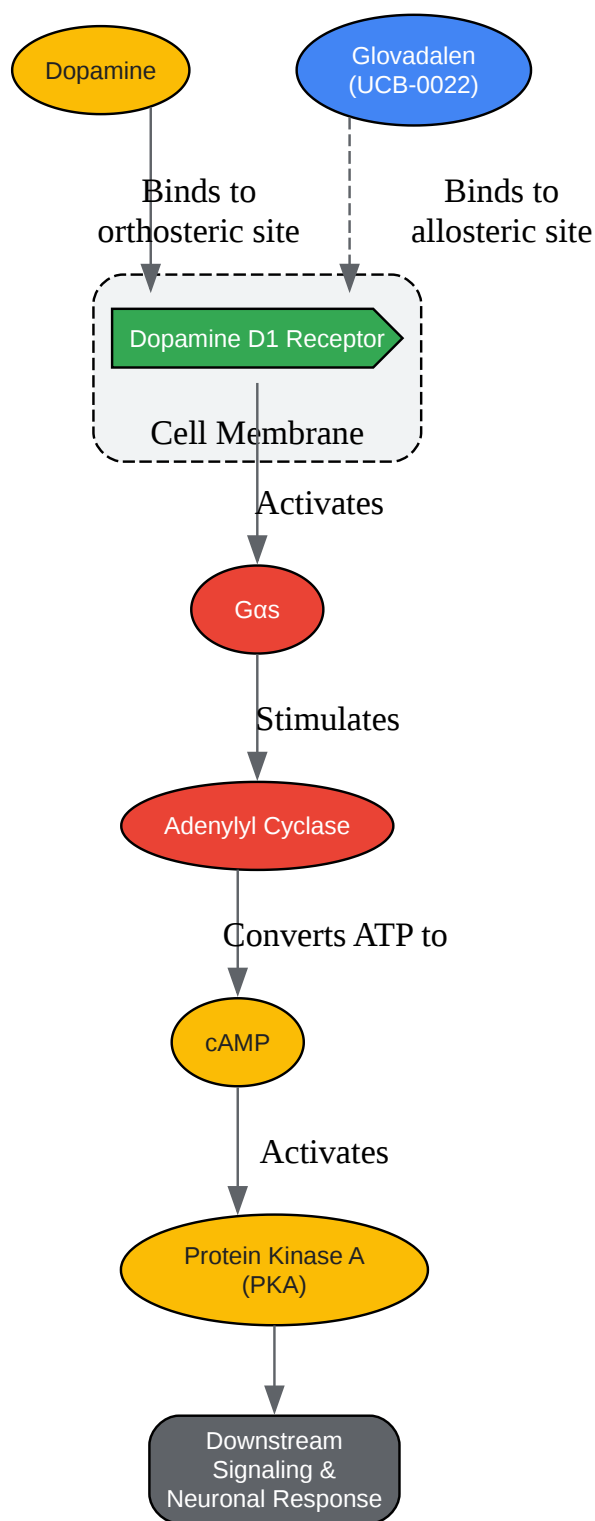 Dopamine
Glovadalen
(UCB-0022)
Binds to
orthosteric site
Binds to
allosteric site
Dopamine D1 Receptor
Cell Membrane
Activates
Gαs
Stimulates
Adenylyl Cyclase
Converts ATP to
cAMP
Activates
Protein Kinase A
(PKA)
Downstream
Signaling &
Neuronal Response